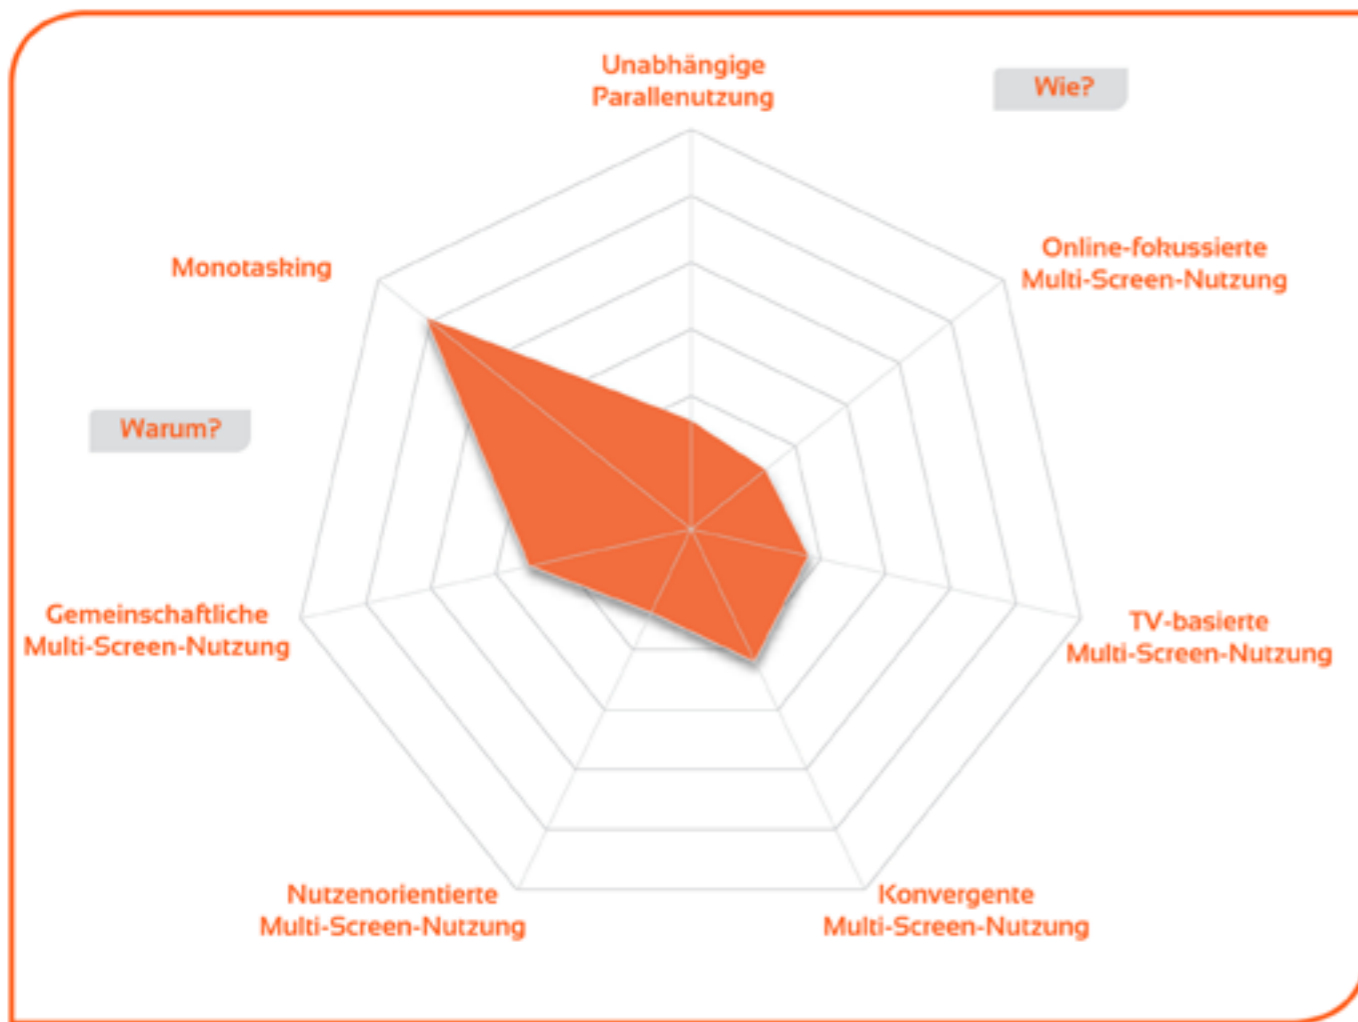 Unabhängige
Parallenutzung
Wie?
Online-fokussierte
Multi-Screen-Nutzung
Monotasking
Warum?
Gemeinschaftliche
Multi-Screen-Nutzung
TV-basierte
Multi-Screen-Nutzung
Nutzenorientierte
Multi-Screen-Nutzung
Konvergente
Multi-Screen-Nutzung